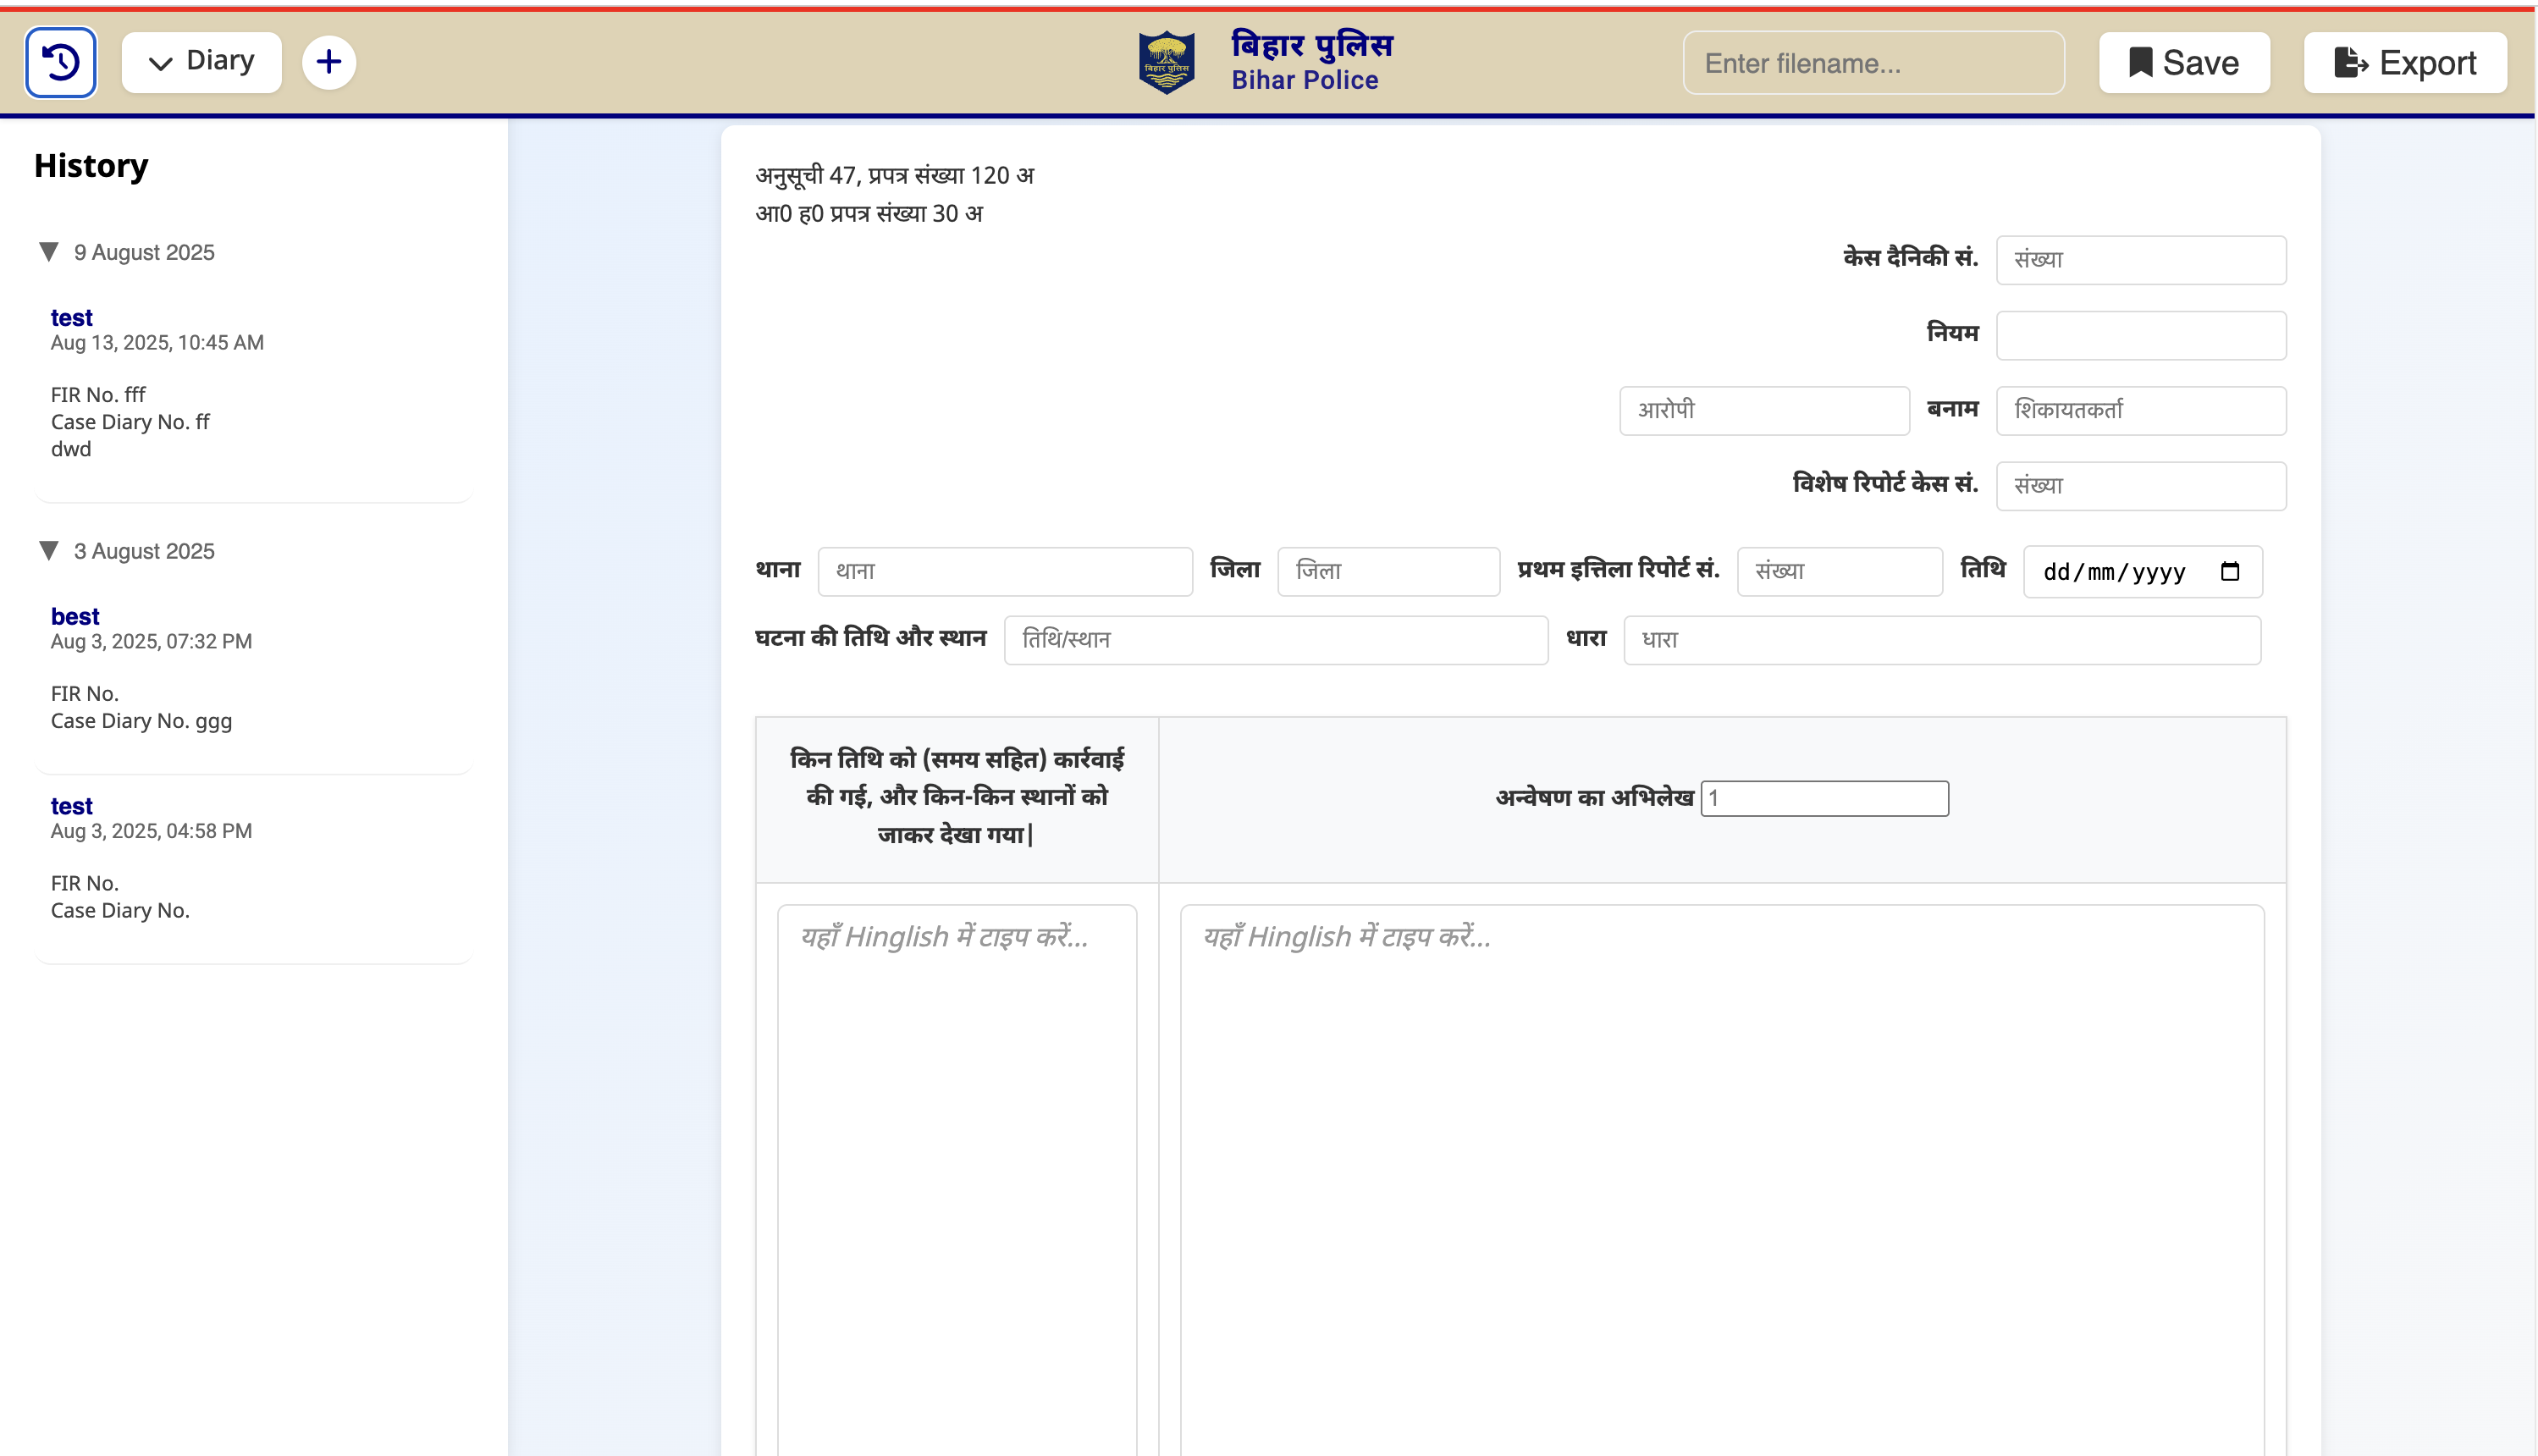 Diary
बिहार पुलिस
बिहार पुलिस
Bihar Police
Enter filename...
Save
Export
History
9 August 2025
test
Aug 13, 2025, 10:45 AM
FIR No. fff
Case Diary No. ff
dwd
3 August 2025
best
Aug 3, 2025, 07:32 PM
FIR No.
Case Diary No. ggg
test
Aug 3, 2025, 04:58 PM
FIR No.
Case Diary No.
अनुसूची 47, प्रपत्र संख्या 120 अ
आ0 ह0 प्रपत्र संख्या 30 अ
केस दैनिकी सं. संख्या
नियम
आरोपी बनाम शिकायतकर्ता
विशेष रिपोर्ट केस सं. संख्या
थाना थाना जिला जिला प्रथम इत्तिला रिपोर्ट सं. संख्या तिथि dd/mm/yyyy
घटना की तिथि और स्थान तिथि/स्थान धारा धारा
किन तिथि को (समय सहित) कार्रवाई
की गई, और किन-किन स्थानों को
जाकर देखा गया|
अन्वेषण का अभिलेख 1
यहाँ Hinglish में टाइप करें...
यहाँ Hinglish में टाइप करें...